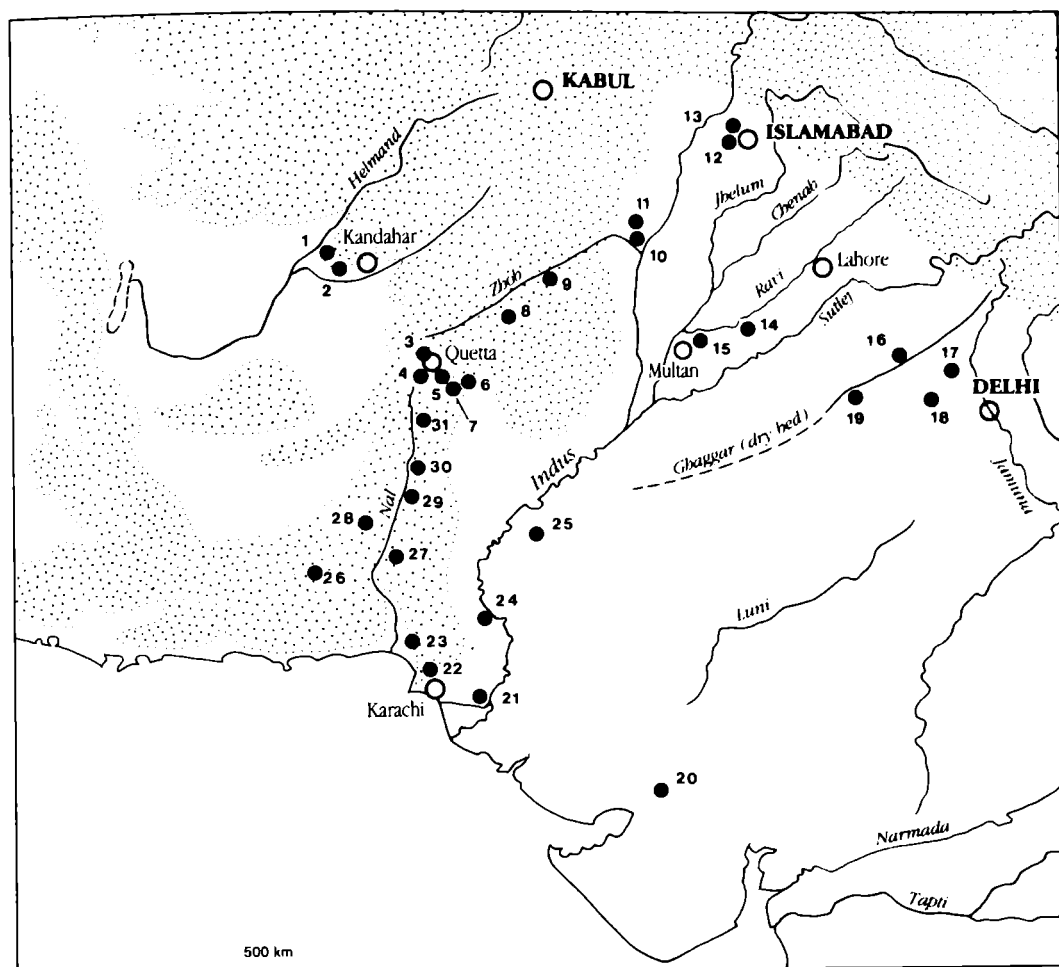 KABUL
Helmand
13
ISLAMABAD
12
Jhelum
Chenab
11
1
Kandahar
10
Ravi
Lahore
2
Zhob
9
Sutlej
8
14
3
Quetta
15
16
17
Multan
4
5
6
DELHI
7
19
18
31
Ghaggar (dry bed)
Indus
Jamuna
30
Nal
29
28
25
27
26
24
Luni
23
22
Karachi
21
20
Narmada
Tapti
500 km